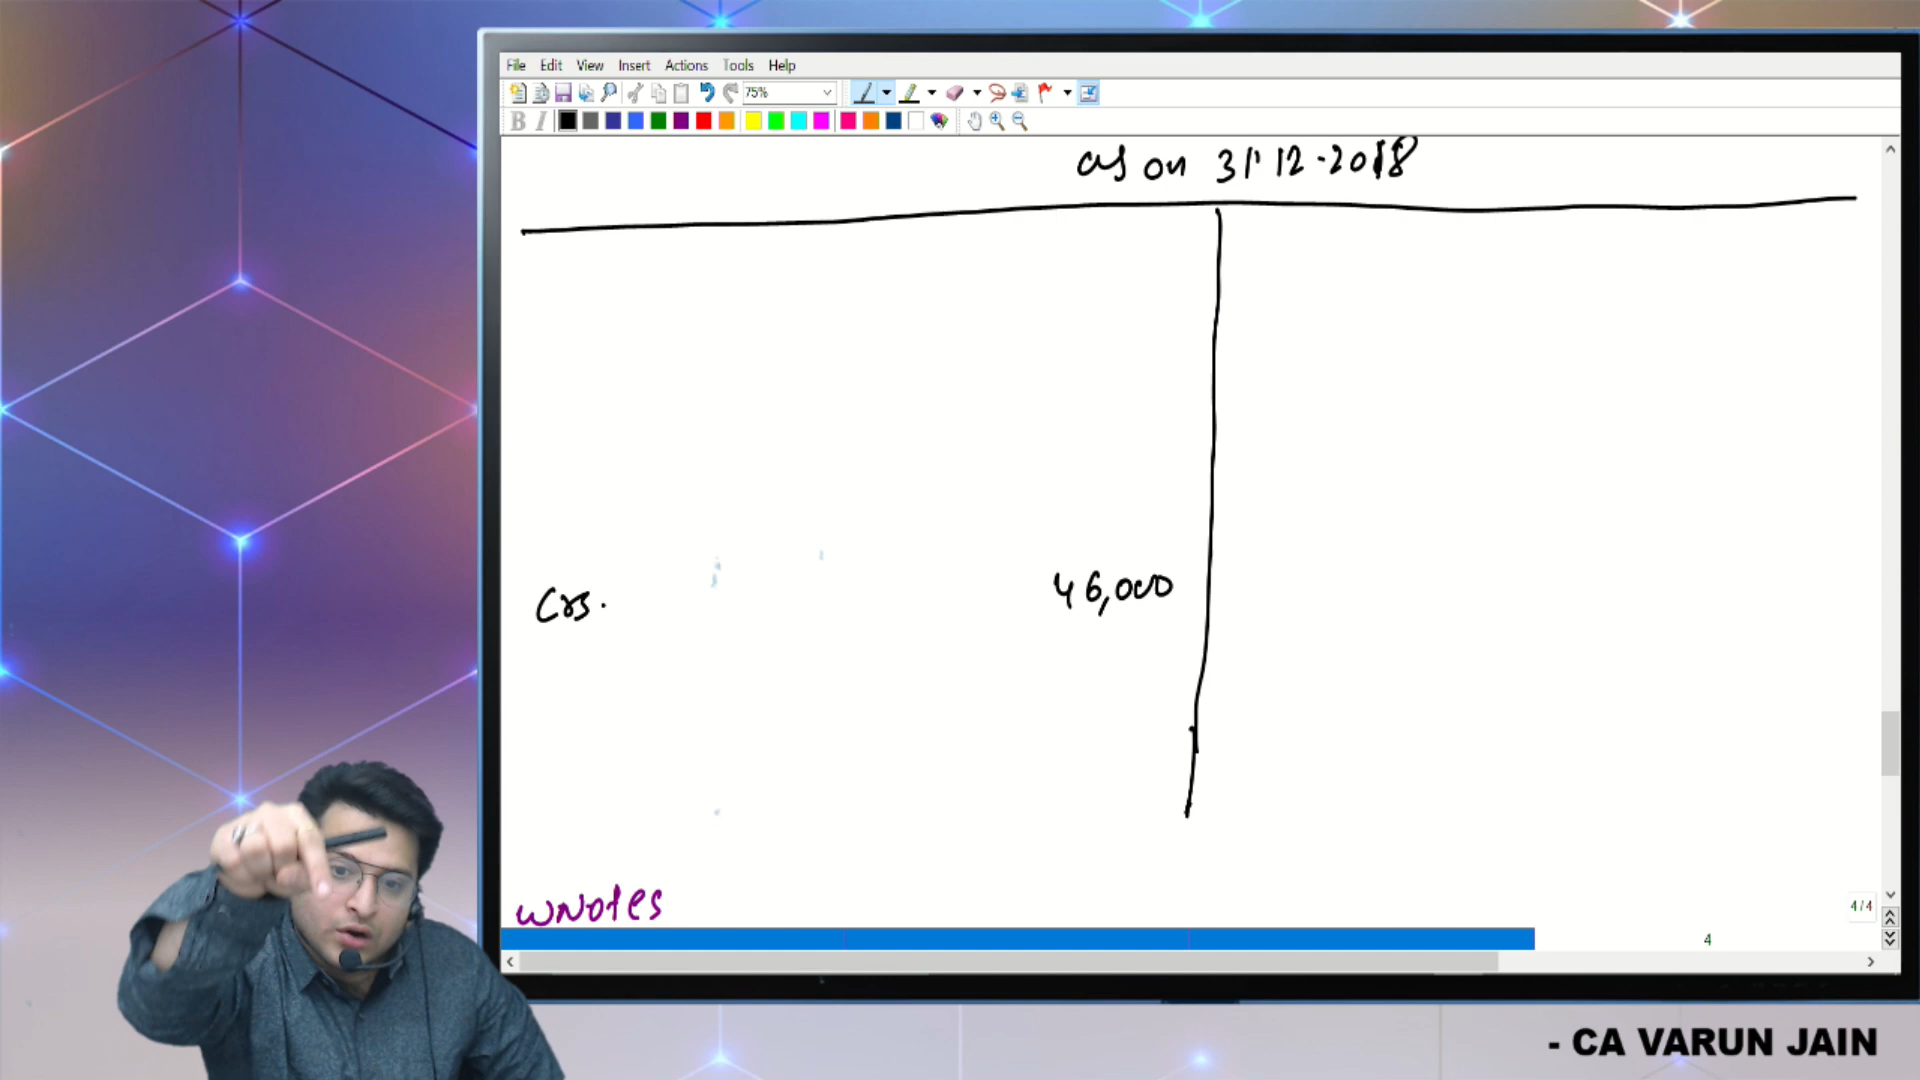 File Edit View Insert Actions Tools Help
75%
B I
as on 31.12.2018
Crs. 46,000
WNotes
4/4
4
- CA VARUN JAIN